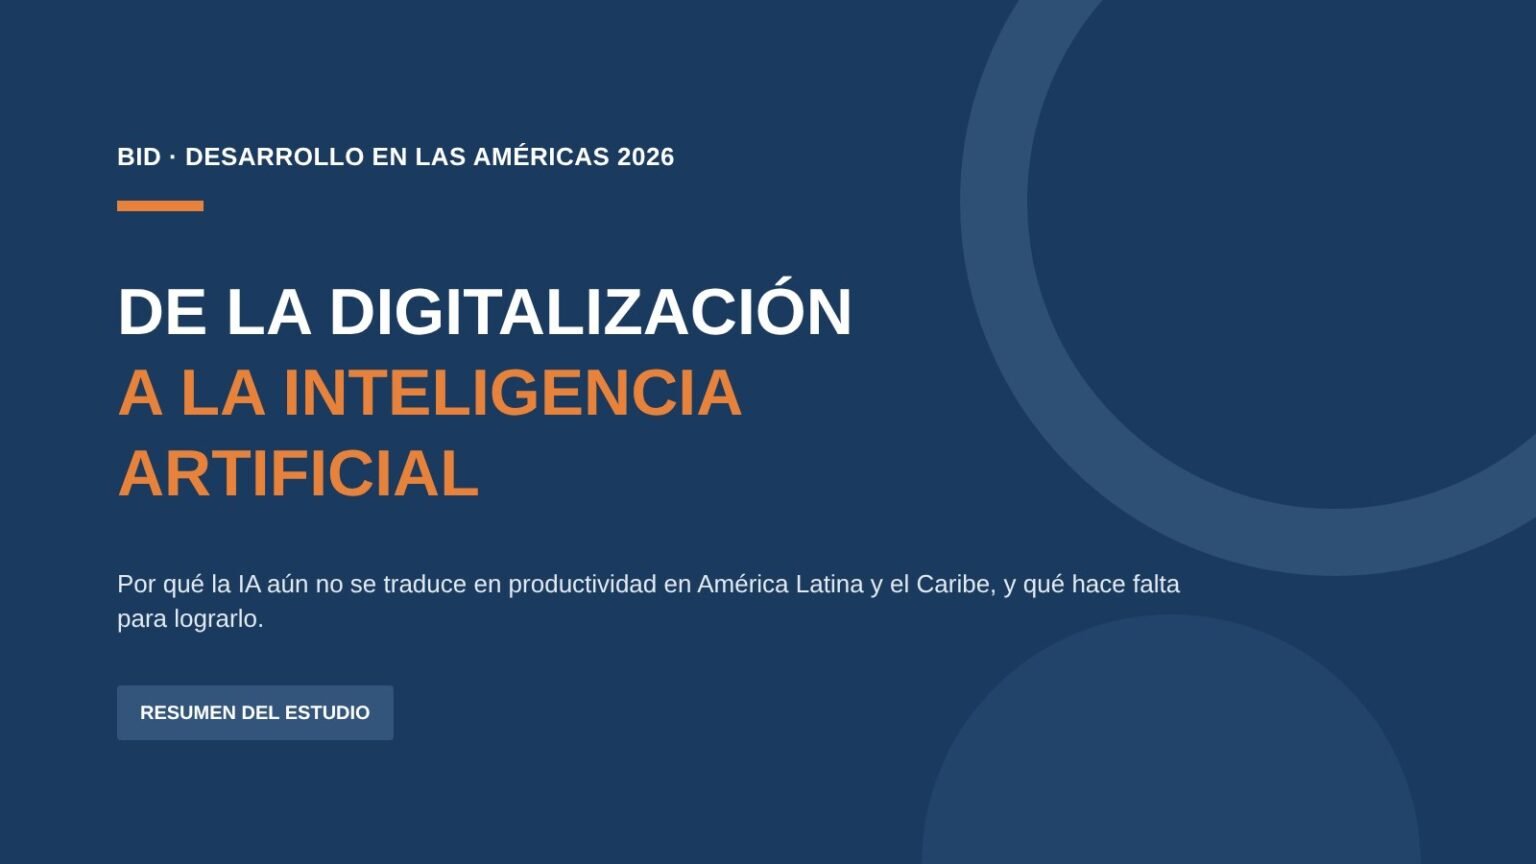 BID · DESARROLLO EN LAS AMÉRICAS 2026
DE LA DIGITALIZACIÓN
A LA INTELIGENCIA
ARTIFICIAL
Por qué la IA aún no se traduce en productividad en América Latina y el Caribe, y qué hace falta
para lograrlo.
RESUMEN DEL ESTUDIO